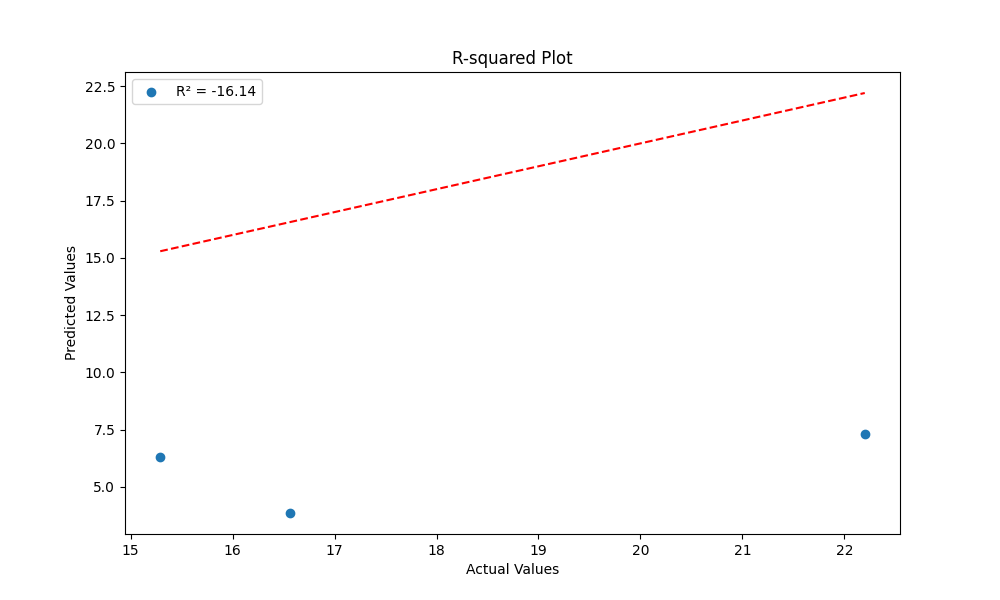 R-squared Plot
R² = -16.14
22.5
20.0
17.5
15.0
12.5
10.0
7.5
5.0
Predicted Values
15 16 17 18 19 20 21 22
Actual Values